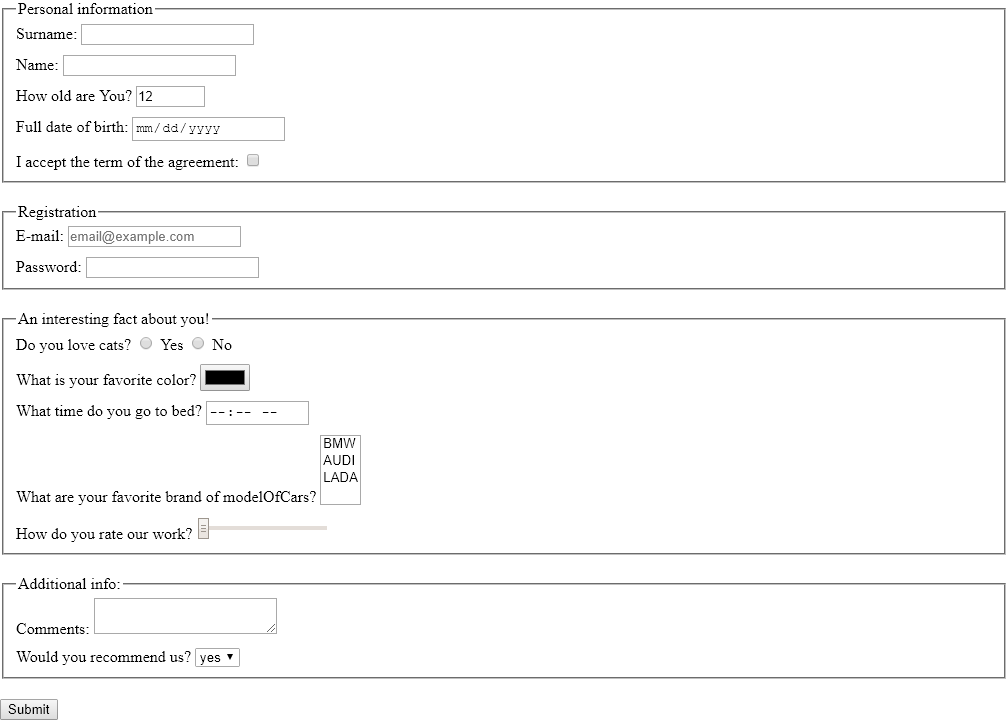 Personal information
Surname:
Name:
How old are You? 12
Full date of birth: mm/dd/yyyy
I accept the term of the agreement:
Registration
E-mail: email@example.com
Password:
An interesting fact about you!
Do you love cats? Yes No
What is your favorite color?
What time do you go to bed? --:-- --
BMW
AUDI
LADA
What are your favorite brand of modelOfCars?
How do you rate our work?
Additional info:
Comments:
Would you recommend us? yes
Submit